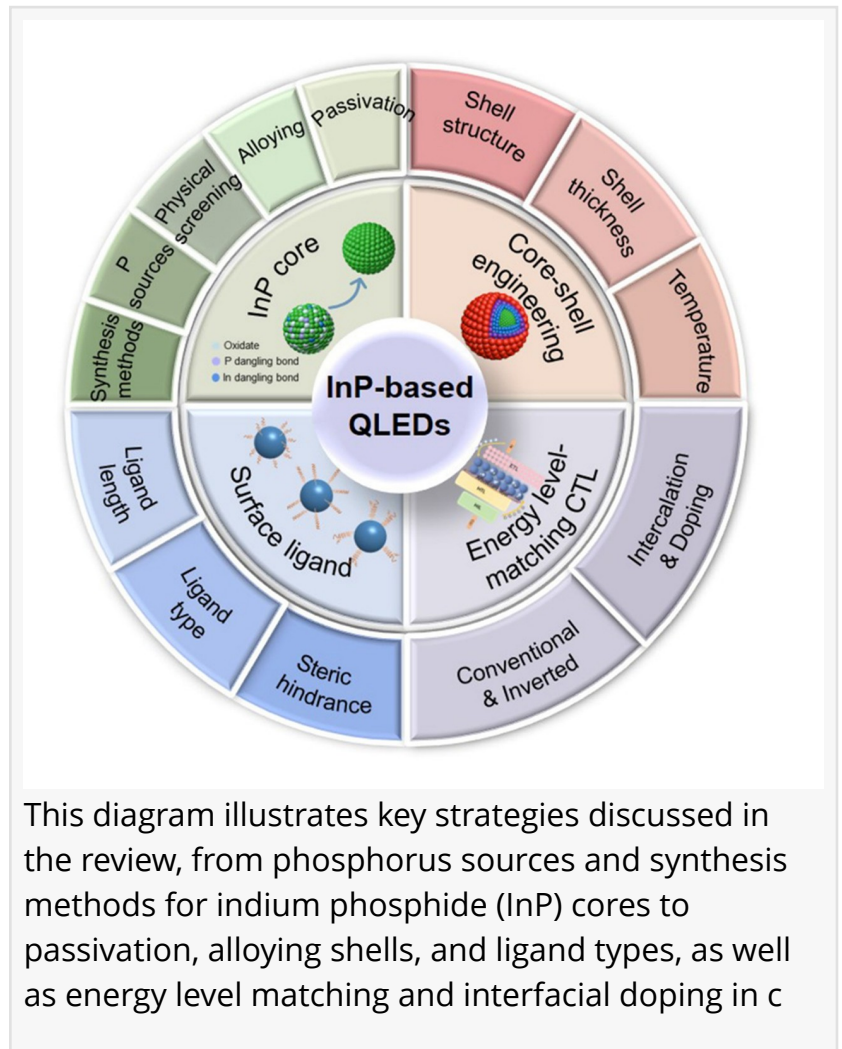 Passivation
Alloying
Physical
screening
P
sources
Synthesis
methods
Shell
structure
Shell
thickness
Temperature
InP core
Oxidate
P dangling bond
In dangling bond
Core-shell
engineering
InP-based
QLEDs
Surface ligand
Energy level-
matching CTL
ETL
HTL
HIL
Ligand
length
Ligand
type
Steric
hindrance
Conventional
& Inverted
Intercalation
& Doping
This diagram illustrates key strategies discussed in
the review, from phosphorus sources and synthesis
methods for indium phosphide (InP) cores to
passivation, alloying shells, and ligand types, as well
as energy level matching and interfacial doping in c